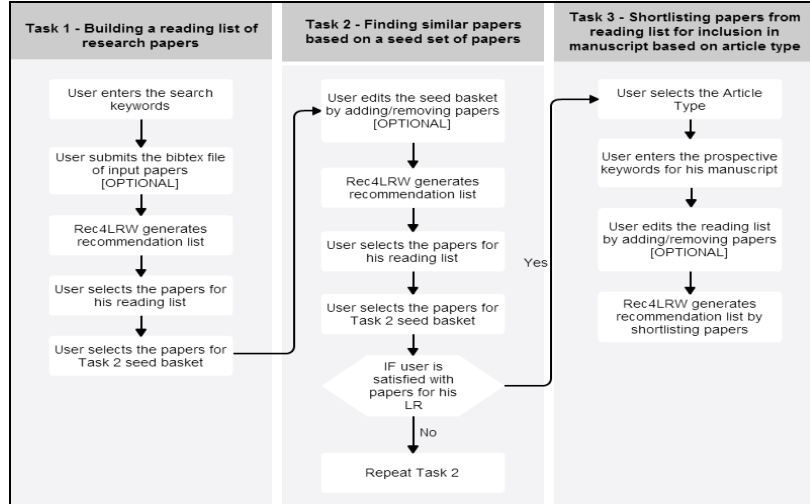 Task 1 - Building a reading list of
research papers
User enters the search
keywords
User submits the bibtex file
of input papers
[OPTIONAL]
Rec4LRW generates
recommendation list
User selects the papers for
his reading list
User selects the papers for
Task 2 seed basket
Task 2 - Finding similar papers
based on a seed set of papers
User edits the seed basket
by adding/removing papers
[OPTIONAL]
Rec4LRW generates
recommendation list
User selects the papers for
his reading list
User selects the papers for
Task 2 seed basket
IF user is
satisfied with
papers for his
LR
Yes
No
Repeat Task 2
Task 3 - Shortlisting papers from
reading list for inclusion in
manuscript based on article type
User selects the Article
Type
User enters the prospective
keywords for his manuscript
User edits the reading list
by adding/removing papers
[OPTIONAL]
Rec4LRW generates
recommendation list by
shortlisting papers